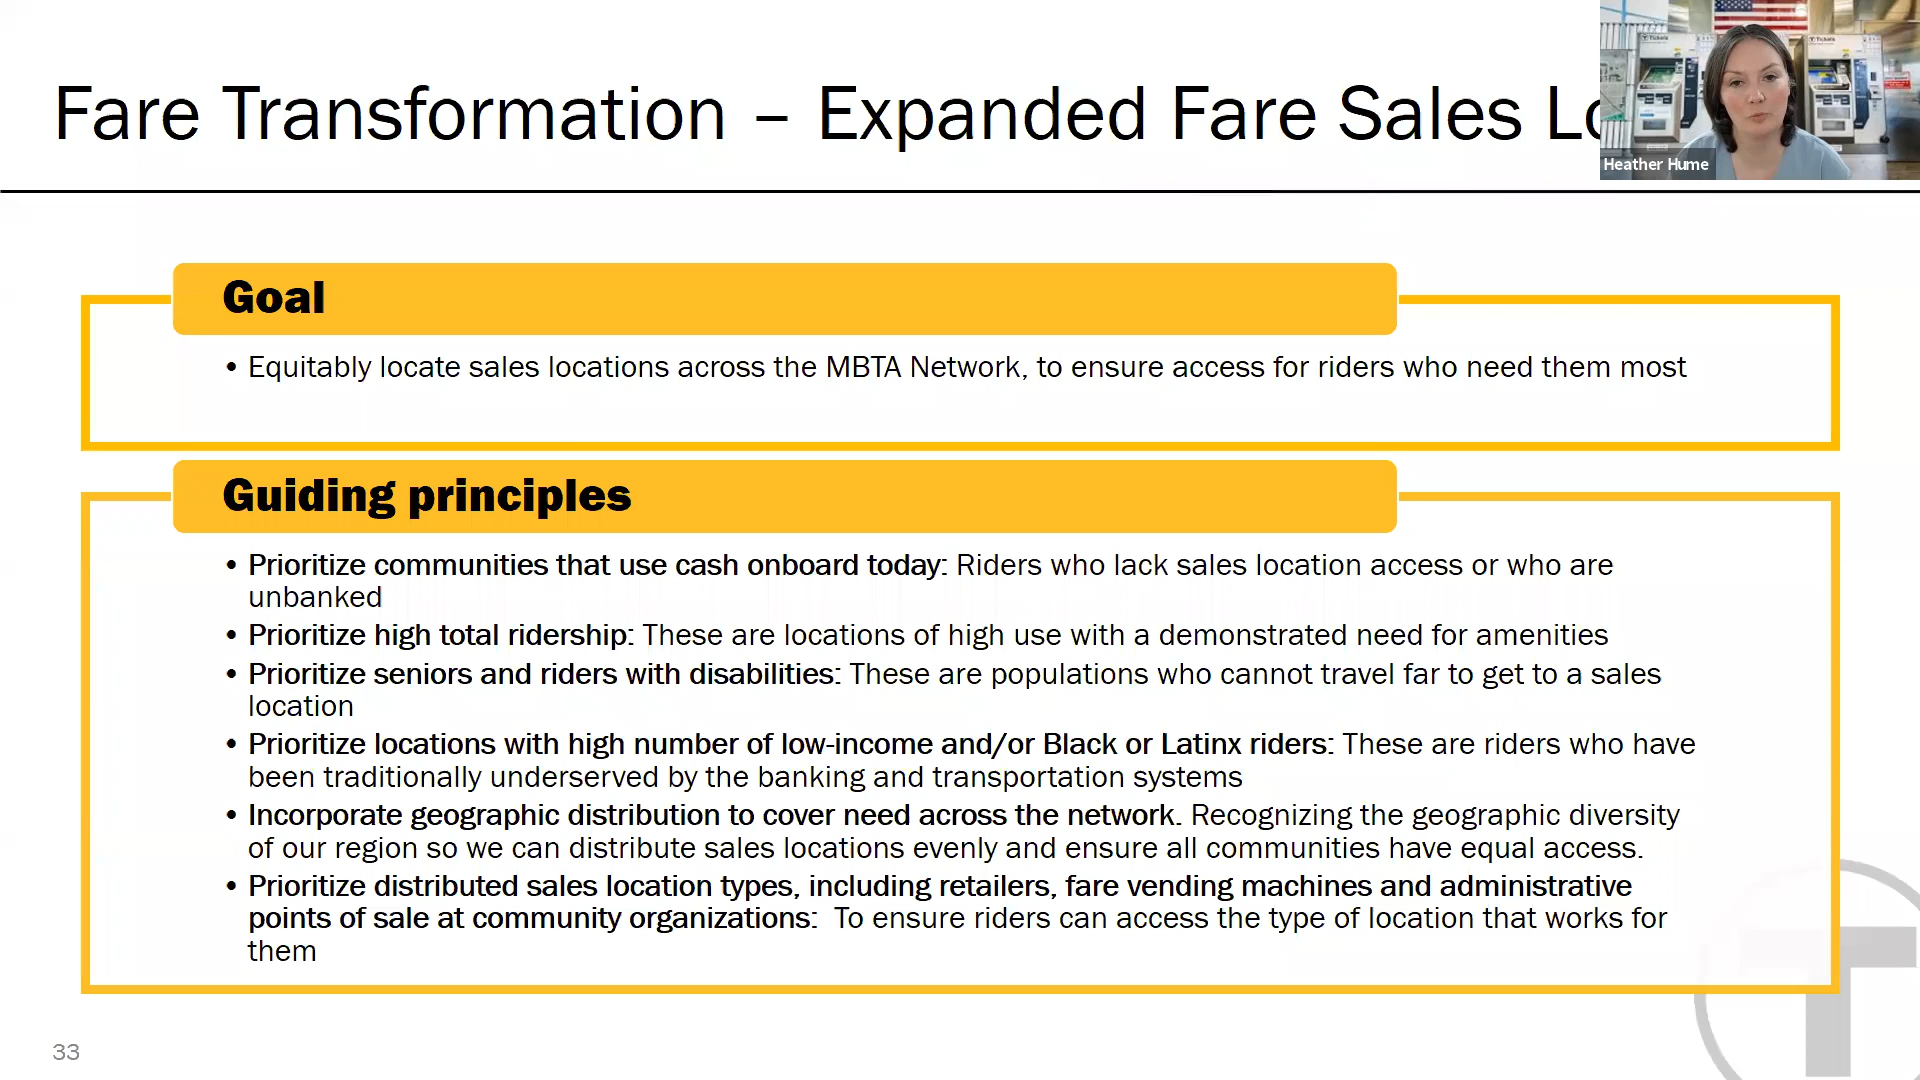 Fare Transformation – Expanded Fare Sales Lo
Tickets
Tickets
Heather Hume
Goal
• Equitably locate sales locations across the MBTA Network, to ensure access for riders who need them most
Guiding principles
• Prioritize communities that use cash onboard today: Riders who lack sales location access or who are
unbanked
• Prioritize high total ridership: These are locations of high use with a demonstrated need for amenities
• Prioritize seniors and riders with disabilities: These are populations who cannot travel far to get to a sales
location
• Prioritize locations with high number of low-income and/or Black or Latinx riders: These are riders who have
been traditionally underserved by the banking and transportation systems
• Incorporate geographic distribution to cover need across the network. Recognizing the geographic diversity
of our region so we can distribute sales locations evenly and ensure all communities have equal access.
• Prioritize distributed sales location types, including retailers, fare vending machines and administrative
points of sale at community organizations: To ensure riders can access the type of location that works for
them
T
33